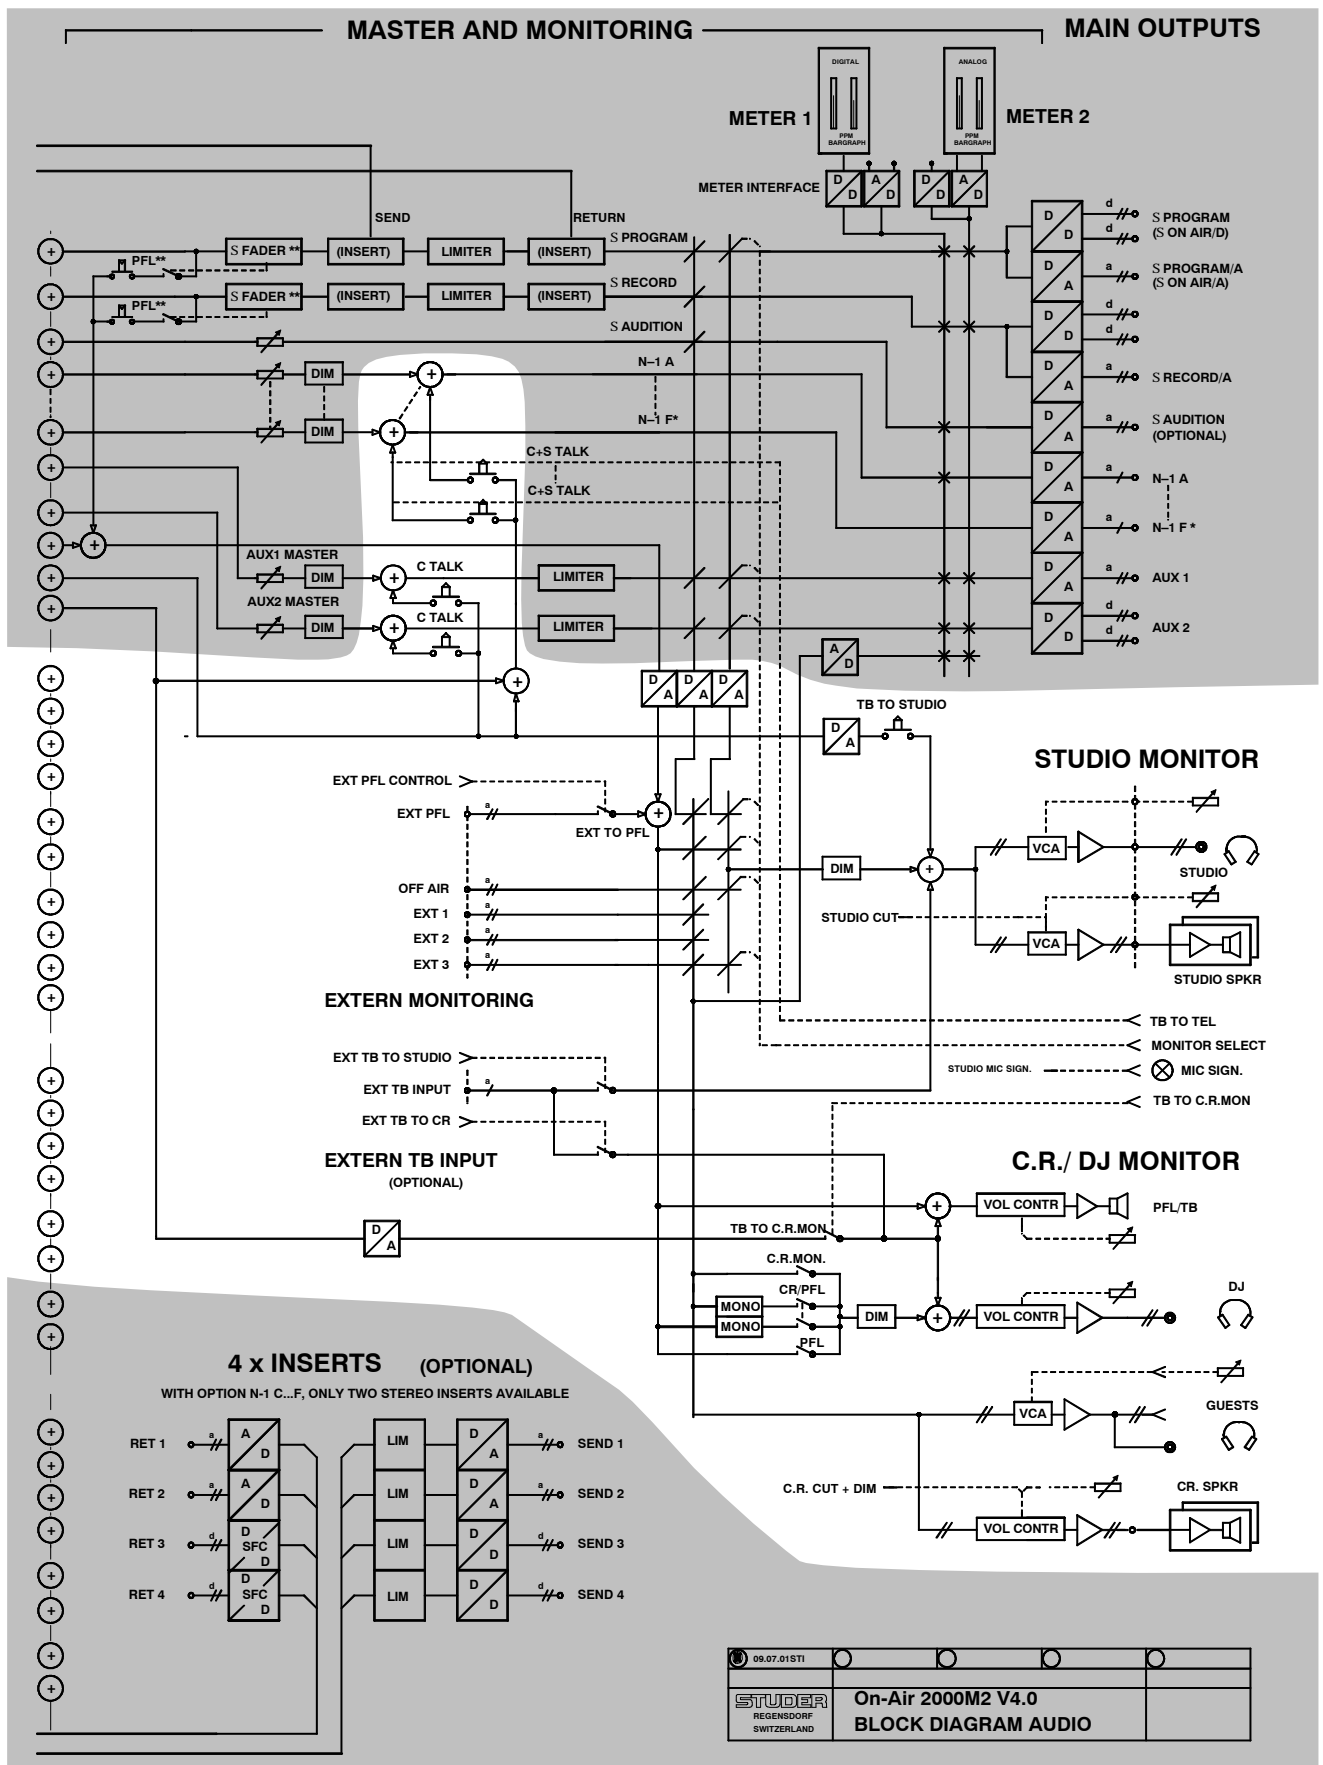 MASTER AND MONITORING
MAIN OUTPUTS
DIGITAL
PPM
BARGRAPH
ANALOG
PPM
BARGRAPH
METER 1
METER 2
METER INTERFACE
D
D
A
D
D
D
A
D
SEND
RETURN
PFL**
S FADER **
(INSERT)
LIMITER
(INSERT)
S PROGRAM
PFL**
S FADER **
(INSERT)
LIMITER
(INSERT)
S RECORD
S AUDITION
DIM
N–1 A
DIM
N–1 F*
C+S TALK
C+S TALK
AUX1 MASTER
DIM
C TALK
LIMITER
AUX2 MASTER
DIM
C TALK
LIMITER
D
D
d
d
S PROGRAM
(S ON AIR/D)
D
A
a
S PROGRAM/A
(S ON AIR/A)
D
D
d
d
D
A
a
S RECORD/A
D
A
a
S AUDITION
(OPTIONAL)
D
A
a
N–1 A
D
A
a
N–1 F *
D
A
a
AUX 1
D
D
d
d
AUX 2
A
D
D
A
D
A
D
A
TB TO STUDIO
D
A
EXT PFL CONTROL
EXT PFL
a
EXT TO PFL
OFF AIR
a
EXT 1
a
EXT 2
a
EXT 3
a
EXTERN MONITORING
DIM
STUDIO MONITOR
VCA
STUDIO
STUDIO CUT
VCA
STUDIO SPKR
TB TO TEL
MONITOR SELECT
STUDIO MIC SIGN.
MIC SIGN.
TB TO C.R.MON
EXT TB TO STUDIO
EXT TB INPUT
a
EXT TB TO CR
EXTERN TB INPUT
(OPTIONAL)
C.R./ DJ MONITOR
VOL CONTR
PFL/TB
D
A
TB TO C.R.MON
C.R.MON.
CR/PFL
MONO
MONO
PFL
DIM
VOL CONTR
DJ
VCA
GUESTS
C.R. CUT + DIM
VOL CONTR
CR. SPKR
4 x INSERTS (OPTIONAL)
WITH OPTION N-1 C...F, ONLY TWO STEREO INSERTS AVAILABLE
RET 1
a
A
D
LIM
D
A
a
SEND 1
RET 2
a
A
D
LIM
D
A
a
SEND 2
RET 3
d
D
SFC
D
LIM
D
D
d
SEND 3
RET 4
d
D
SFC
D
LIM
D
D
d
SEND 4
09.07.01STI
STUDER
REGENSDORF
SWITZERLAND
On-Air 2000M2 V4.0
BLOCK DIAGRAM AUDIO